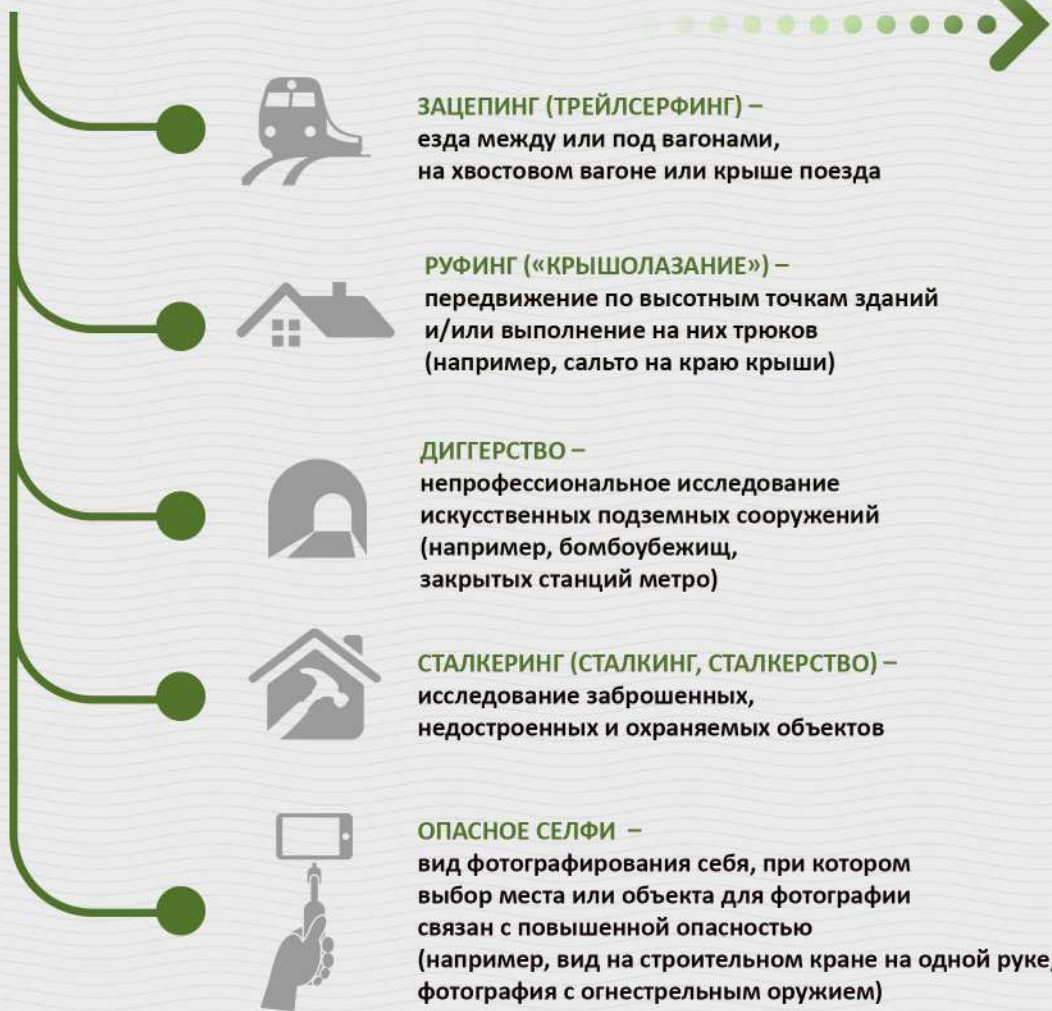 ЗАЦЕПИНГ (ТРЕЙЛСЕРФИНГ) –
езда между или под вагонами,
на хвостовом вагоне или крыше поезда
РУФИНГ («КРЫШОЛАЗАНИЕ») –
передвижение по высотным точкам зданий
и/или выполнение на них трюков
(например, сальто на краю крыши)
ДИГГЕРСТВО –
непрофессиональное исследование
искусственных подземных сооружений
(например, бомбоубежищ,
закрытых станций метро)
СТАЛКЕРИНГ (СТАЛКИНГ, СТАЛКЕРСТВО) –
исследование заброшенных,
недостроенных и охраняемых объектов
ОПАСНОЕ СЕЛФИ –
вид фотографирования себя, при котором
выбор места или объекта для фотографии
связан с повышенной опасностью
(например, вид на строительном кране на одной руке,
фотография с огнестрельным оружием)